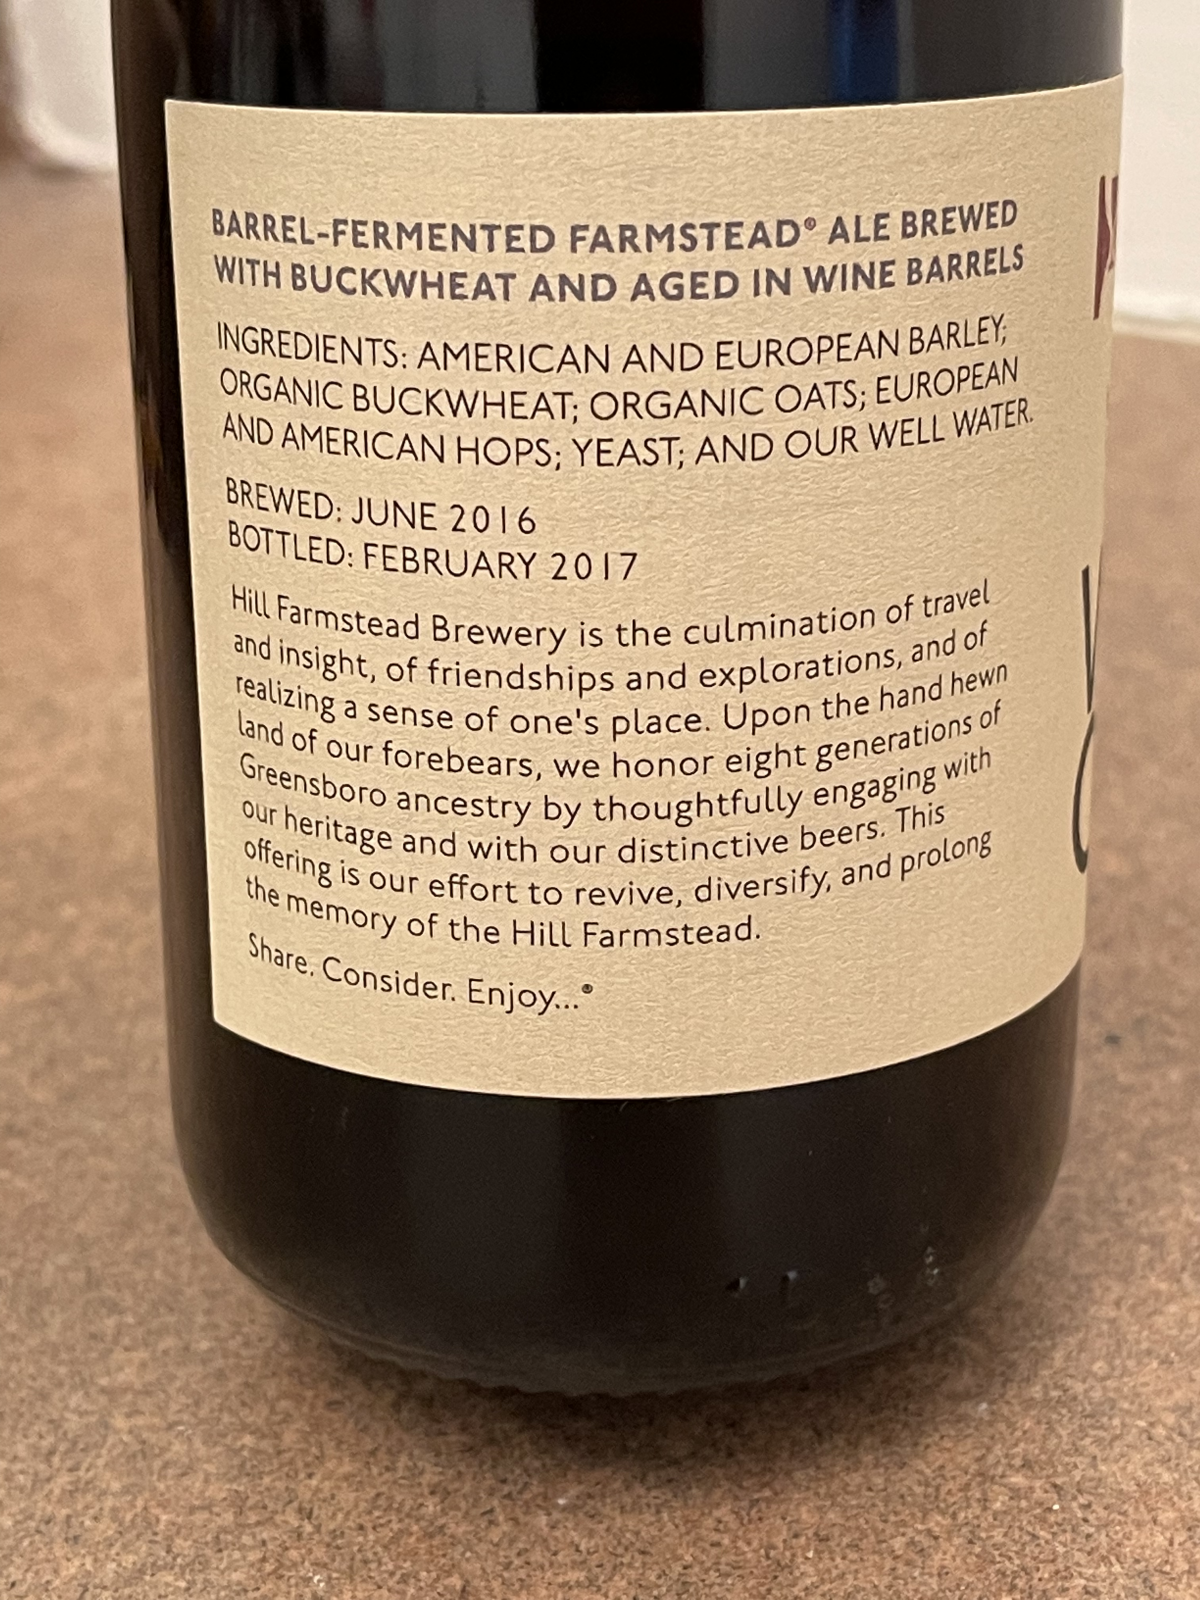 BARREL-FERMENTED FARMSTEAD® ALE BREWED
WITH BUCKWHEAT AND AGED IN WINE BARRELS
INGREDIENTS: AMERICAN AND EUROPEAN BARLEY;
ORGANIC BUCKWHEAT; ORGANIC OATS; EUROPEAN
AND AMERICAN HOPS; YEAST; AND OUR WELL WATER.
BREWED: JUNE 2016
BOTTLED: FEBRUARY 2017
Hill Farmstead Brewery is the culmination of travel
and insight, of friendships and explorations, and of
realizing a sense of one's place. Upon the hand hewn
land of our forebears, we honor eight generations of
Greensboro ancestry by thoughtfully engaging with
our heritage and with our distinctive beers. This
offering is our effort to revive, diversify, and prolong
the memory of the Hill Farmstead.
Share. Consider. Enjoy...®